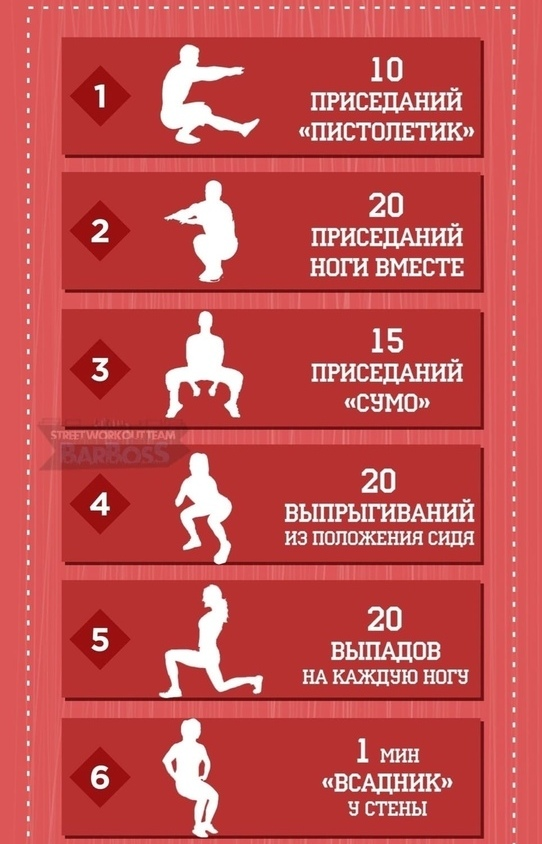 1
10
ПРИСЕДАНИЙ
«ПИСТОЛЕТИК»
2
20
ПРИСЕДАНИЙ
НОГИ ВМЕСТЕ
3
15
ПРИСЕДАНИЙ
«СУМО»
STREET WORKOUT TEAM
BARBOSS
4
20
ВЫПРЫГИВАНИЙ
ИЗ ПОЛОЖЕНИЯ СИДЯ
5
20
ВЫПАДОВ
НА КАЖДУЮ НОГУ
6
1 МИН
«ВСАДНИК»
У СТЕНЫ